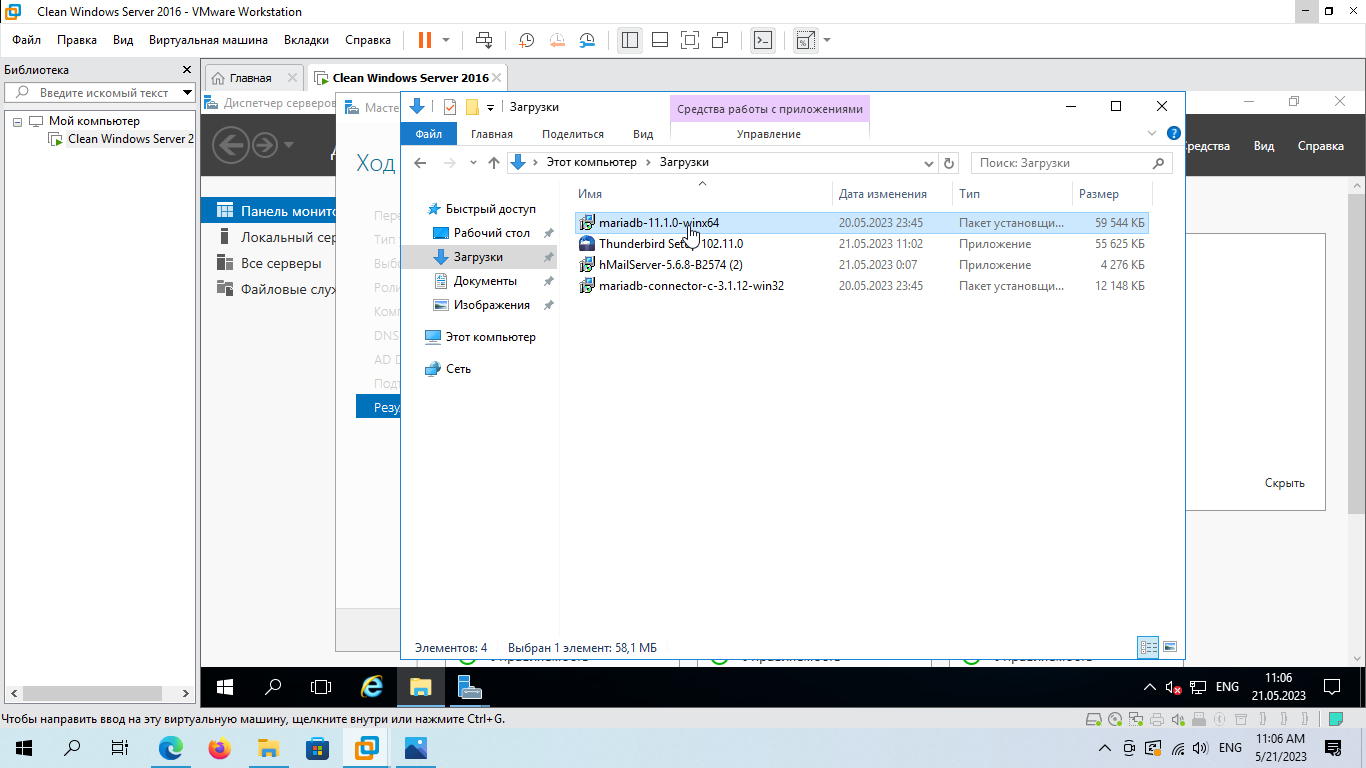 Clean Windows Server 2016 - VMware Workstation
Файл Правка Вид Виртуальная машина Вкладки Справка
Библиотека
Введите искомый текст
Мой компьютер
Clean Windows Server 2
Главная
Clean Windows Server 2016
Диспетчер серверов
Масте
Загрузки
Средства работы с приложениями
Файл Главная Поделиться Вид Управление
Вид Справка
Ход
Этот компьютер Загрузки
Поиск: Загрузки
Имя Дата изменения Тип Размер
Быстрый доступ
Рабочий стол
Загрузки
Документы
Изображения
Этот компьютер
Сеть
mariadb-11.1.0-winx64 20.05.2023 23:45 Пакет установщи... 59 544 КБ
Thunderbird 102.11.0 21.05.2023 11:02 Приложение 55 625 КБ
hMailServer-5.6.8-B2574 (2) 21.05.2023 0:07 Приложение 4 276 КБ
mariadb-connector-c-3.1.12-win32 20.05.2023 23:45 Пакет установщи... 12 148 КБ
Панель монито
Локальный сер
Все серверы
Файловые служ
Пере
Тип
Выбо
Роли
Комп
DNS
AD D
Подт
Резу
Скрыть
Элементов: 4 Выбран 1 элемент: 58,1 МБ
ENG
11:06
21.05.2023
Чтобы направить ввод на эту виртуальную машину, щелкните внутри или нажмите Ctrl+G.
ENG
11:06 AM
5/21/2023